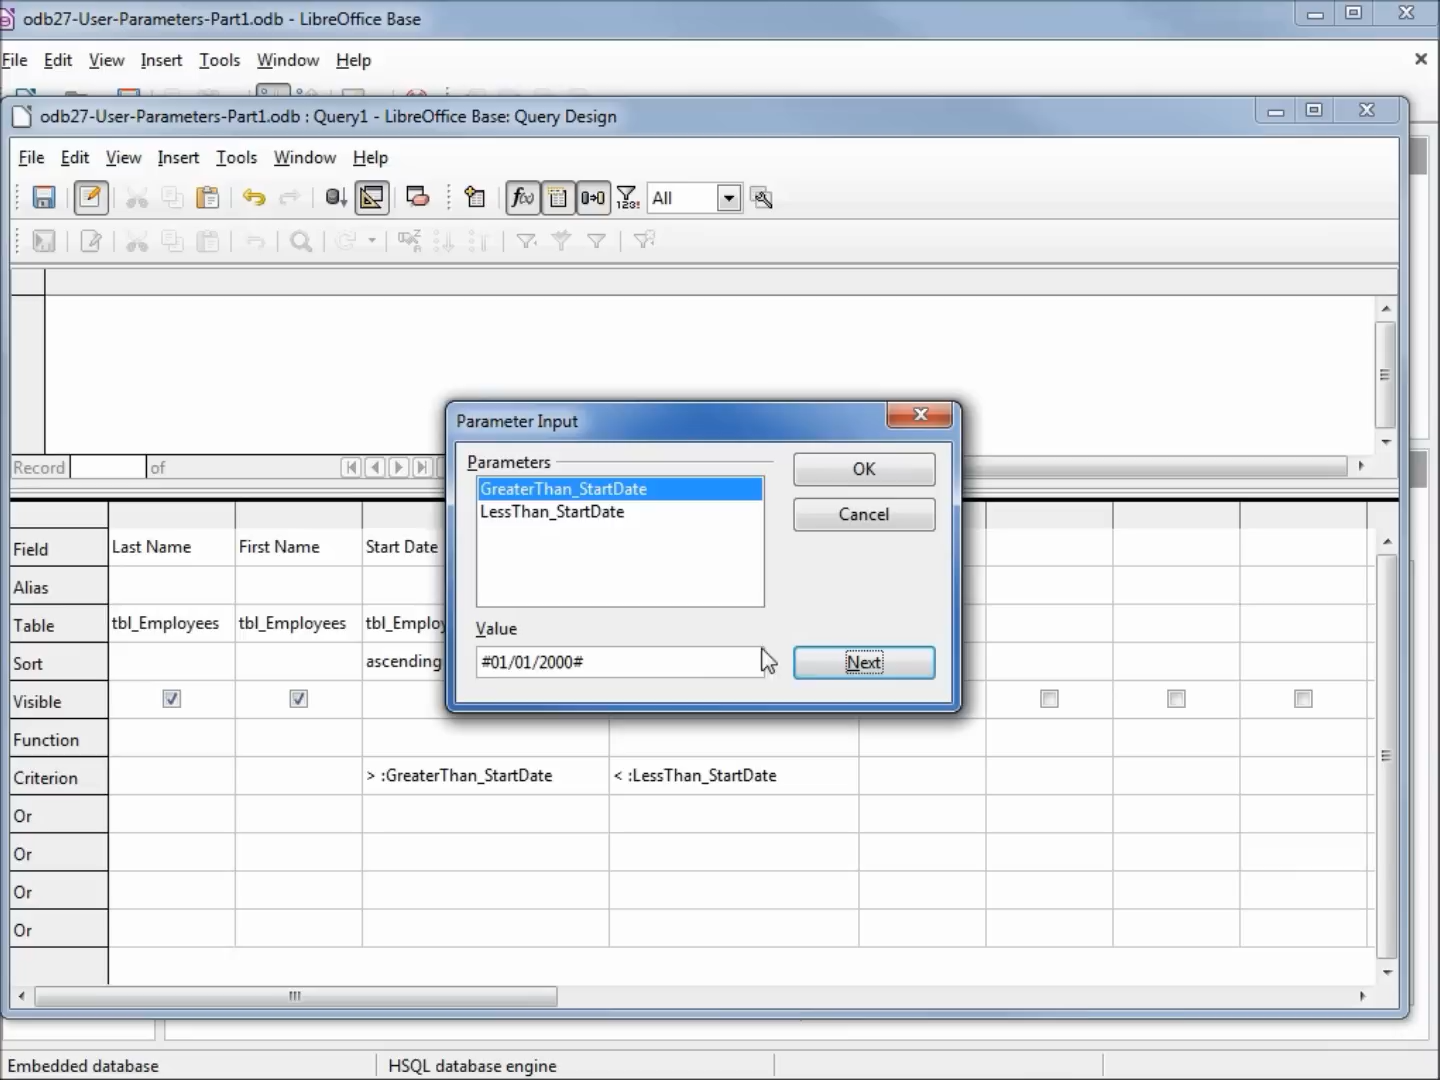 odb27-User-Parameters-Part1.odb - LibreOffice Base
File Edit View Insert Tools Window Help
odb27-User-Parameters-Part1.odb : Query1 - LibreOffice Base: Query Design
File Edit View Insert Tools Window Help
f(x) 123! All
Record of
Parameter Input
Parameters
GreaterThan_StartDate
LessThan_StartDate
OK
Cancel
Value
#01/01/2000#
Next
Field Last Name First Name Start Date
Alias
Table tbl_Employees tbl_Employees tbl_Employ
Sort ascending
Visible
Function
Criterion > :GreaterThan_StartDate < :LessThan_StartDate
Or
Or
Or
Or
Embedded database HSQL database engine